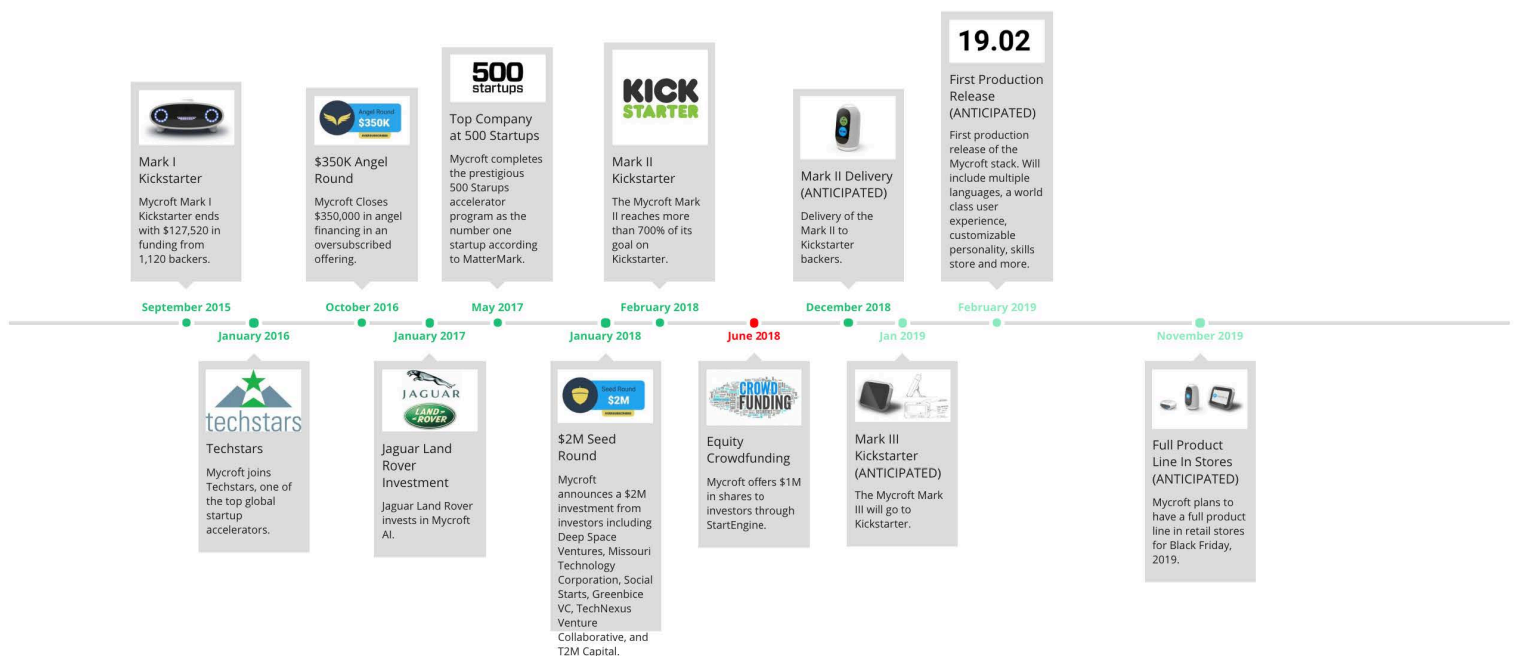 Mark I
Kickstarter
Mycroft Mark I
Kickstarter ends
with $127,520 in
funding from
1,120 backers.
September 2015
techstars
Techstars
Mycroft joins
Techstars, one of
the top global
startup
accelerators.
January 2016
Angel Round
$350K
$350K Angel
Round
Mycroft Closes
$350,000 in angel
financing in an
oversubscribed
offering.
October 2016
JAGUAR
LAND-
ROVER
Jaguar Land
Rover
Investment
Jaguar Land Rover
invests in Mycroft
AI.
January 2017
500
startups
Top Company
at 500 Startups
Mycroft completes
the prestigious
500 Starups
accelerator
program as the
number one
startup according
to MatterMark.
May 2017
Seed Round
$2M
$2M Seed
Round
Mycroft
announces a $2M
investment from
investors including
Deep Space
Ventures, Missouri
Technology
Corporation, Social
Starts, Greenbice
VC, TechNexus
Venture
Collaborative, and
T2M Capital.
January 2018
KICK
STARTER
Mark II
Kickstarter
The Mycroft Mark
II reaches more
than 700% of its
goal on
Kickstarter.
February 2018
CROWD
FUNDING
Equity
Crowdfunding
Mycroft offers $1M
in shares to
investors through
StartEngine.
June 2018
Mark II Delivery
(ANTICIPATED)
Delivery of the
Mark II to
Kickstarter
backers.
December 2018
Mark III
Kickstarter
(ANTICIPATED)
The Mycroft Mark
III will go to
Kickstarter.
Jan 2019
19.02
First Production
Release
(ANTICIPATED)
First production
release of the
Mycroft stack. Will
include multiple
languages, a world
class user
experience,
customizable
personality, skills
store and more.
February 2019
Full Product
Line In Stores
(ANTICIPATED)
Mycroft plans to
have a full product
line in retail stores
for Black Friday,
2019.
November 2019